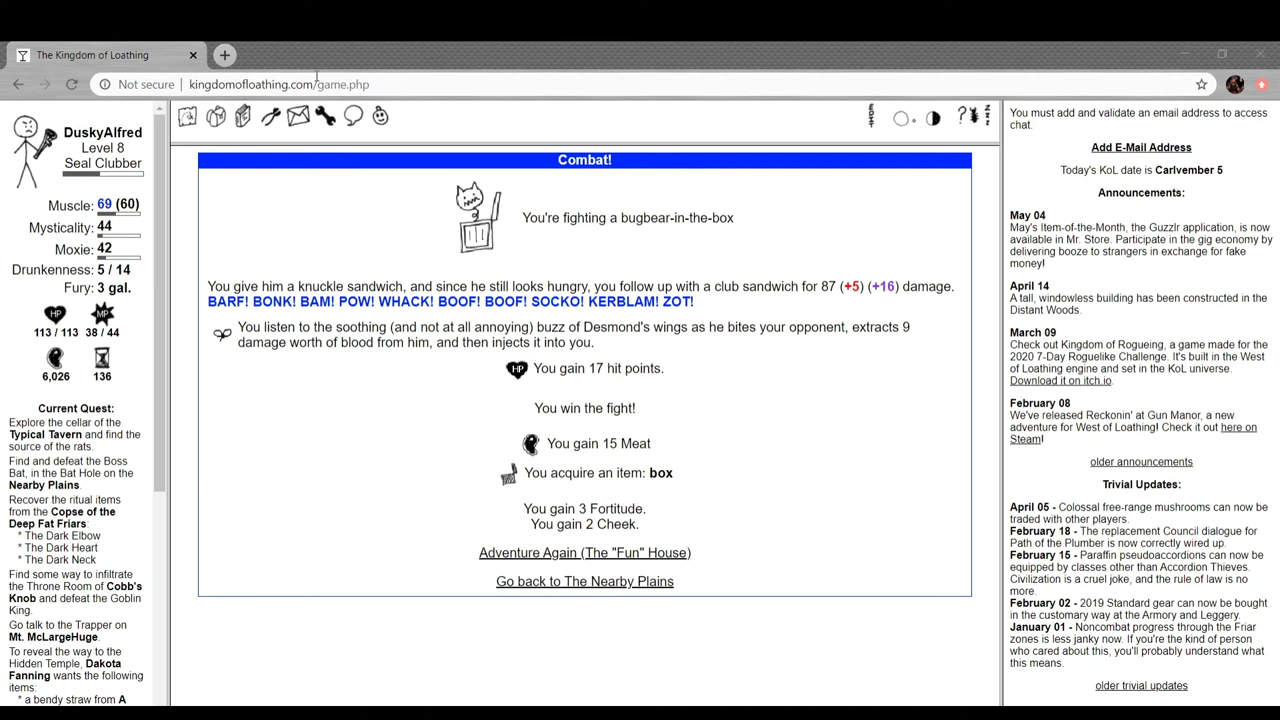 The Kingdom of Loathing
Not secure
kingdomofloathing.com/game.php
DuskyAlfred
Level 8
Seal Clubber
Muscle: 69 (60)
Mysticality: 44
Moxie: 42
Drunkenness: 5 / 14
Fury: 3 gal.
HP
MP
113 / 113
38 / 44
6,026
136
Current Quest:
Explore the cellar of the
Typical Tavern and find the
source of the rats.
Find and defeat the Boss
Bat, in the Bat Hole on the
Nearby Plains.
Recover the ritual items
from the Copse of the
Deep Fat Friars:
* The Dark Elbow
* The Dark Heart
* The Dark Neck
Find some way to infiltrate
the Throne Room of Cobb's
Knob and defeat the Goblin
King.
Go talk to the Trapper on
Mt. McLargeHuge.
To reveal the way to the
Hidden Temple, Dakota
Fanning wants the following
items:
* a bendy straw from A
Combat!
You're fighting a bugbear-in-the-box
You give him a knuckle sandwich, and since he still looks hungry, you follow up with a club sandwich for 87 (+5) (+16) damage.
BARF! BONK! BAM! POW! WHACK! BOOF! BOOF! SOCKO! KERBLAM! ZOT!
You listen to the soothing (and not at all annoying) buzz of Desmond's wings as he bites your opponent, extracts 9
damage worth of blood from him, and then injects it into you.
HP
You gain 17 hit points.
You win the fight!
You gain 15 Meat
You acquire an item: box
You gain 3 Fortitude.
You gain 2 Cheek.
Adventure Again (The "Fun" House)
Go back to The Nearby Plains
You must add and validate an email address to access
chat.
Add E-Mail Address
Today's KoL date is Carlvember 5
Announcements:
May 04
May's Item-of-the-Month, the Guzzlr application, is now
available in Mr. Store. Participate in the gig economy by
delivering booze to strangers in exchange for fake
money!
April 14
A tall, windowless building has been constructed in the
Distant Woods.
March 09
Check out Kingdom of Rogueing, a game made for the
2020 7-Day Roguelike Challenge. It's built in the West
of Loathing engine and set in the KoL universe.
Download it on itch.io.
February 08
We've released Reckonin' at Gun Manor, a new
adventure for West of Loathing! Check it out here on
Steam!
older announcements
Trivial Updates:
April 05 - Colossal free-range mushrooms can now be
traded with other players.
February 18 - The replacement Council dialogue for
Path of the Plumber is now correctly wired up.
February 15 - Paraffin pseudoaccordions can now be
equipped by classes other than Accordion Thieves.
Civilization is a cruel joke, and the rule of law is no
more.
February 02 - 2019 Standard gear can now be bought
in the customary way at the Armory and Leggery.
January 01 - Noncombat progress through the Friar
zones is less janky now. If you're the kind of person
who cared about this, you'll probably understand what
this means.
older trivial updates